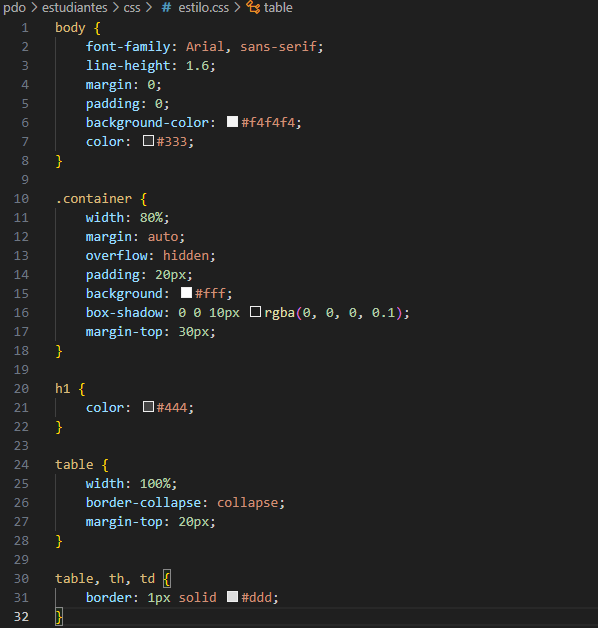 pdo > estudiantes > css > # estilo.css > table
1 body {
2 font-family: Arial, sans-serif;
3 line-height: 1.6;
4 margin: 0;
5 padding: 0;
6 background-color: #f4f4f4;
7 color: #333;
8 }
9
10 .container {
11 width: 80%;
12 margin: auto;
13 overflow: hidden;
14 padding: 20px;
15 background: #fff;
16 box-shadow: 0 0 10px rgba(0, 0, 0, 0.1);
17 margin-top: 30px;
18 }
19
20 h1 {
21 color: #444;
22 }
23
24 table {
25 width: 100%;
26 border-collapse: collapse;
27 margin-top: 20px;
28 }
29
30 table, th, td {
31 border: 1px solid #ddd;
32 }